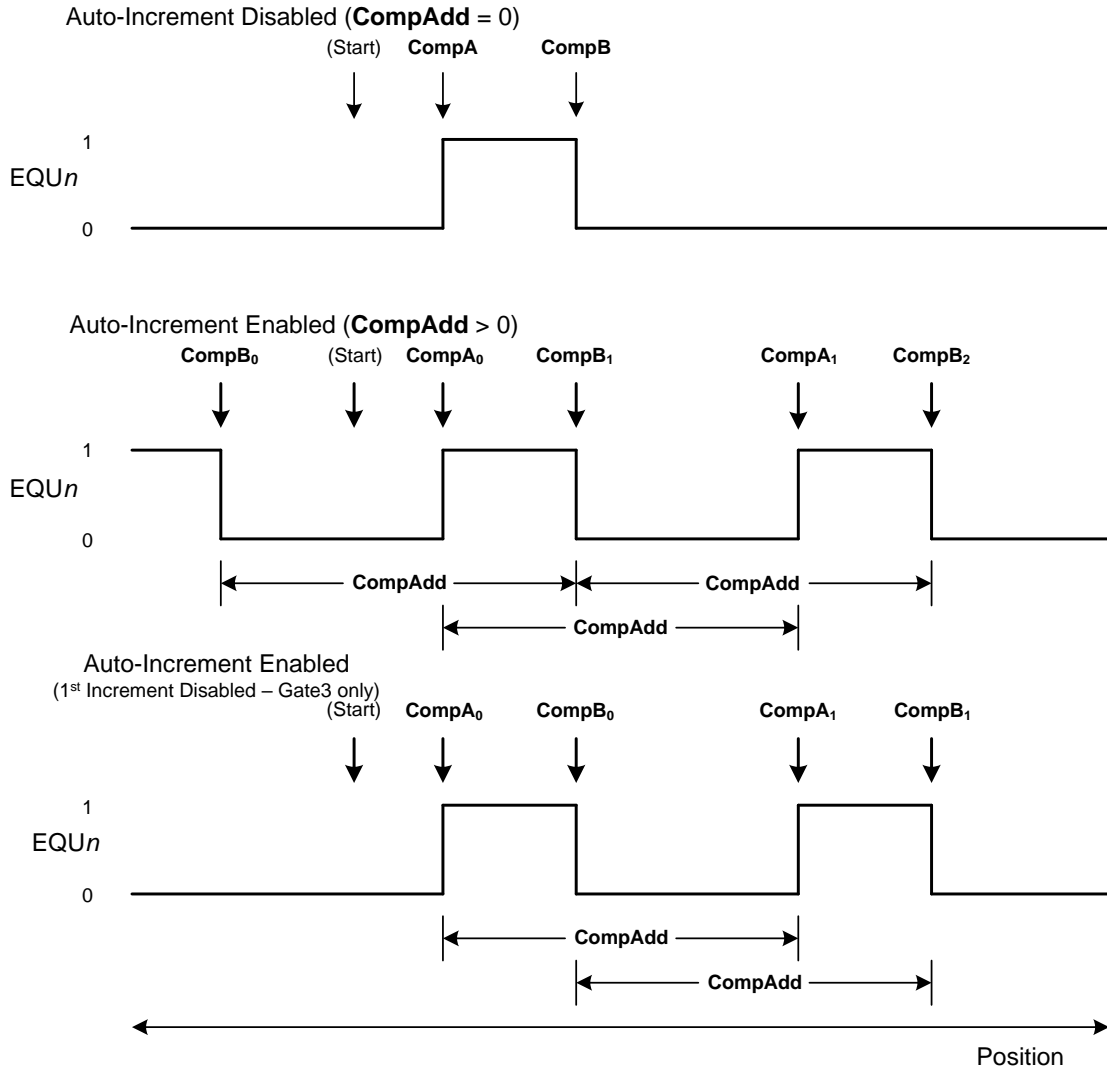 Auto-Increment Disabled (CompAdd = 0)
(Start) CompA CompB
1
EQUn
0
Auto-Increment Enabled (CompAdd > 0)
CompB₀ (Start) CompA₀ CompB₁ CompA₁ CompB₂
1
EQUn
0
CompAdd CompAdd
CompAdd
Auto-Increment Enabled
(1st Increment Disabled – Gate3 only)
(Start) CompA₀ CompB₀ CompA₁ CompB₁
1
EQUn
0
CompAdd
CompAdd
Position